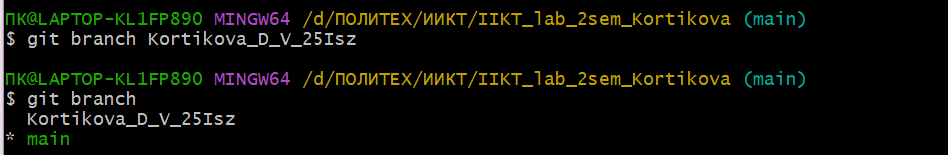 ПК@LAPTOP-KL1FP890 MINGW64 /d/ПОЛИТЕХ/ИИКТ/IIKT_lab_2sem_Kortikova (main)
$ git branch Kortikova_D_V_25Isz
ПК@LAPTOP-KL1FP890 MINGW64 /d/ПОЛИТЕХ/ИИКТ/IIKT_lab_2sem_Kortikova (main)
$ git branch
  Kortikova_D_V_25Isz
* main